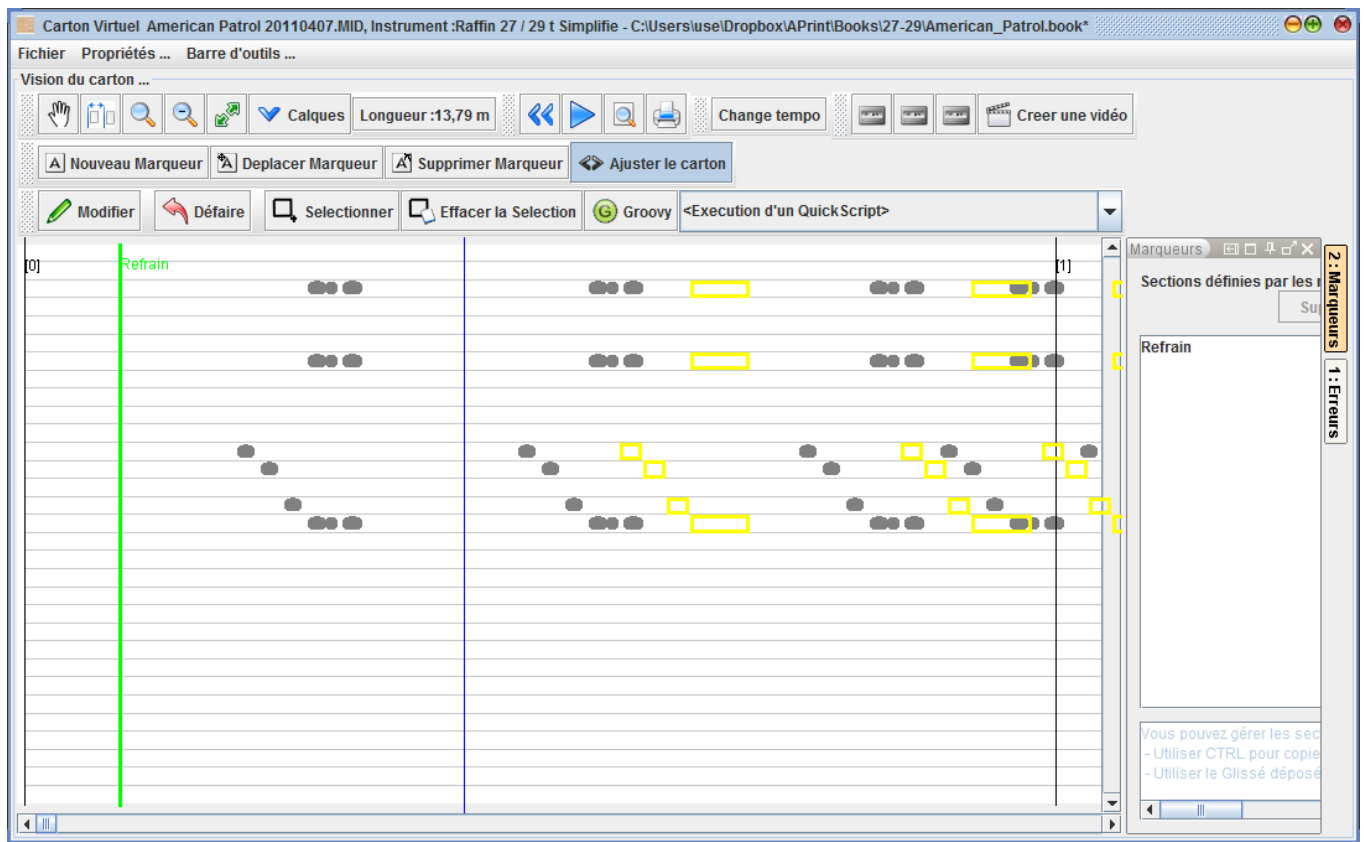 Carton Virtuel American Patrol 20110407.MID, Instrument :Raffin 27 / 29 t Simplifie - C:\Users\use\Dropbox\APrint\Books\27-29\American_Patrol.book*
Fichier Propriétés ... Barre d'outils ...
Vision du carton ...
Calques Longueur :13,79 m Change tempo Creer une vidéo
A Nouveau Marqueur A Deplacer Marqueur A Supprimer Marqueur Ajuster le carton
Modifier Défaire Selectionner Effacer la Selection G Groovy <Execution d'un QuickScript>
[0] Refrain [1]
Marqueurs
Sections définies par les
Su
Refrain
Vous pouvez gérer les sec
- Utiliser CTRL pour copie
- Utiliser le Glissé déposé
2 : Marqueurs
1 : Erreurs